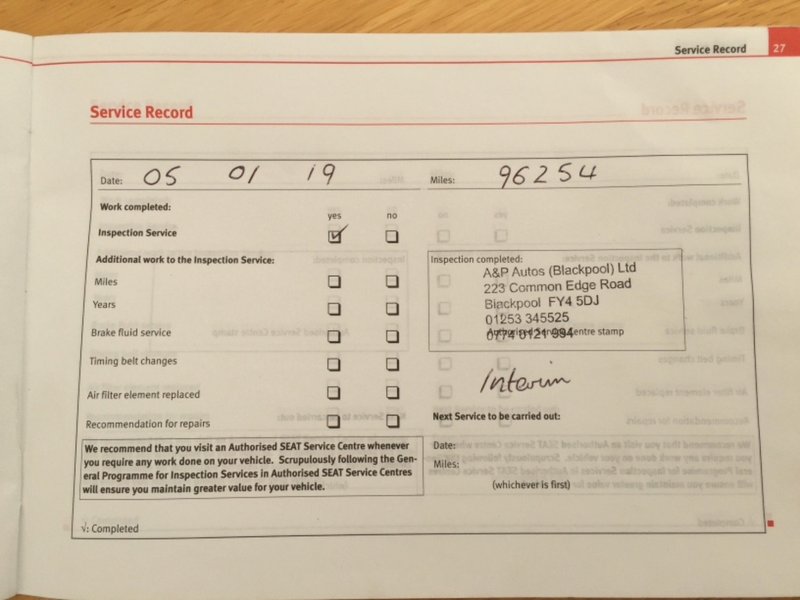 Service Record 27
Service Record
Date: 05 01 19 Miles: 96254
Work completed:
yes no
Inspection Service
Additional work to the Inspection Service:
Miles
Years
Brake fluid service
Timing belt changes
Air filter element replaced
Recommendation for repairs
Inspection completed:
A&P Autos (Blackpool) Ltd
223 Common Edge Road
Blackpool FY4 5DJ
01253 345525
0774 0121 994
Authorised Service Centre stamp
Interim
Next Service to be carried out:
Date:
Miles:
(whichever is first)
We recommend that you visit an Authorised SEAT Service Centre whenever
you require any work done on your vehicle. Scrupulously following the Gen-
eral Programme for Inspection Services in Authorised SEAT Service Centres
will ensure you maintain greater value for your vehicle.
√: Completed